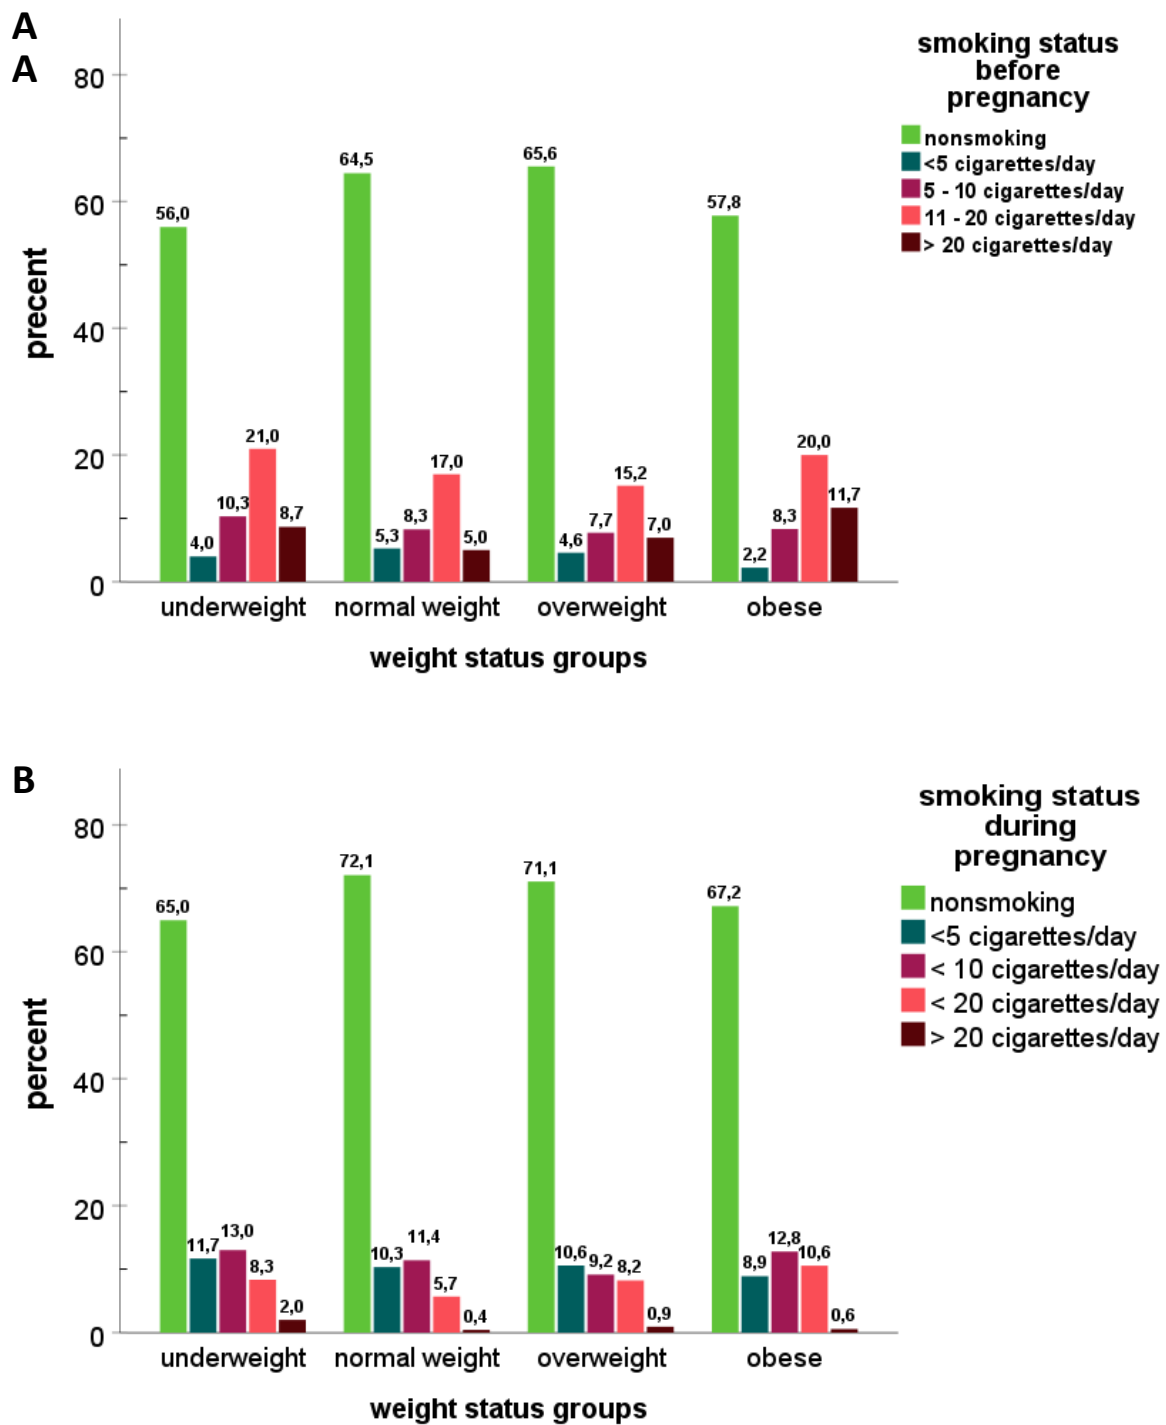 A
A
smoking status
before
pregnancy
nonsmoking
<5 cigarettes/day
5 - 10 cigarettes/day
11 - 20 cigarettes/day
> 20 cigarettes/day
precent
80
60
40
20
0
56,0
4,0
10,3
21,0
8,7
64,5
5,3
8,3
17,0
5,0
65,6
4,6
7,7
15,2
7,0
57,8
2,2
8,3
20,0
11,7
underweight
normal weight
overweight
obese
weight status groups
B
smoking status
during
pregnancy
nonsmoking
<5 cigarettes/day
< 10 cigarettes/day
< 20 cigarettes/day
> 20 cigarettes/day
percent
80
60
40
20
0
65,0
11,7
13,0
8,3
2,0
72,1
10,3
11,4
5,7
0,4
71,1
10,6
9,2
8,2
0,9
67,2
8,9
12,8
10,6
0,6
underweight
normal weight
overweight
obese
weight status groups